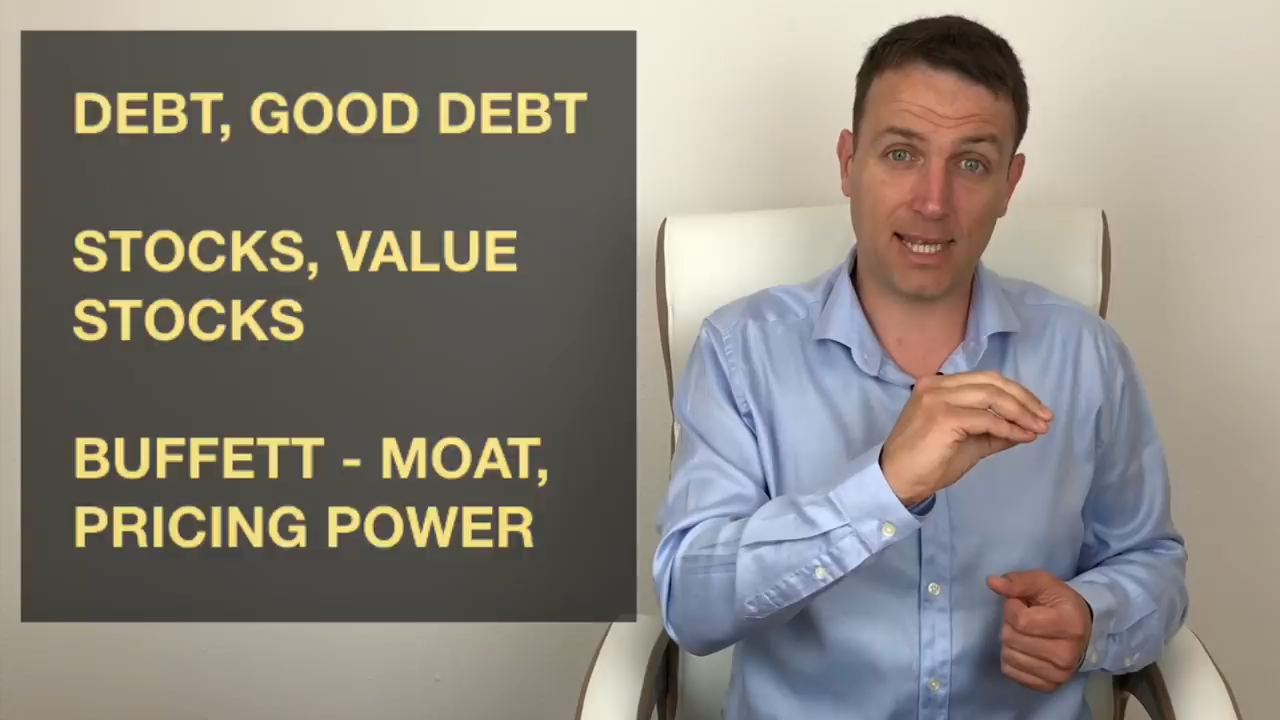 DEBT, GOOD DEBT
STOCKS, VALUE
STOCKS
BUFFETT - MOAT,
PRICING POWER